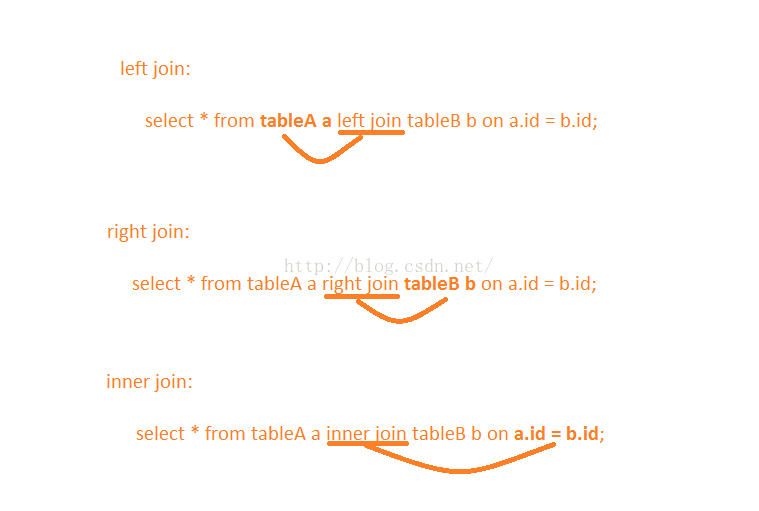 left join:
select * from tableA a left join tableB b on a.id = b.id;
right join:
http://blog.csdn.net/
select * from tableA a right join tableB b on a.id = b.id;
inner join:
select * from tableA a inner join tableB b on a.id = b.id;